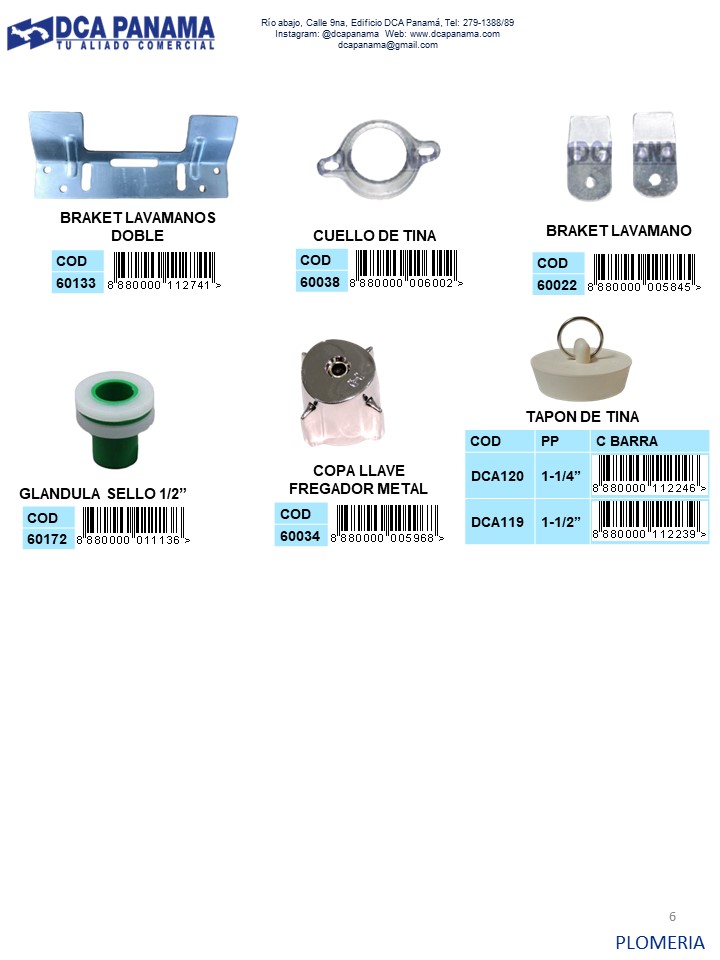 DCA PANAMA
TU ALIADO COMERCIAL
Río abajo, Calle 9na, Edificio DCA Panamá, Tel: 279-1388/89
Instagram: @dcapanama Web: www.dcapanama.com
dcapanama@gmail.com
DCA PANAMA
BRAKET LAVAMANOS
DOBLE
COD
60133
8 880000 112741 >
CUELLO DE TINA
COD
60038
8 880000 006002 >
BRAKET LAVAMANO
COD
60022
8 880000 005845 >
GLANDULA SELLO 1/2”
COD
60172
8 880000 011136 >
COPA LLAVE
FREGADOR METAL
COD
60034
8 880000 005968 >
TAPON DE TINA
COD PP C BARRA
DCA120 1-1/4” 8 880000 112246 >
DCA119 1-1/2” 8 880000 112239 >
6
PLOMERIA